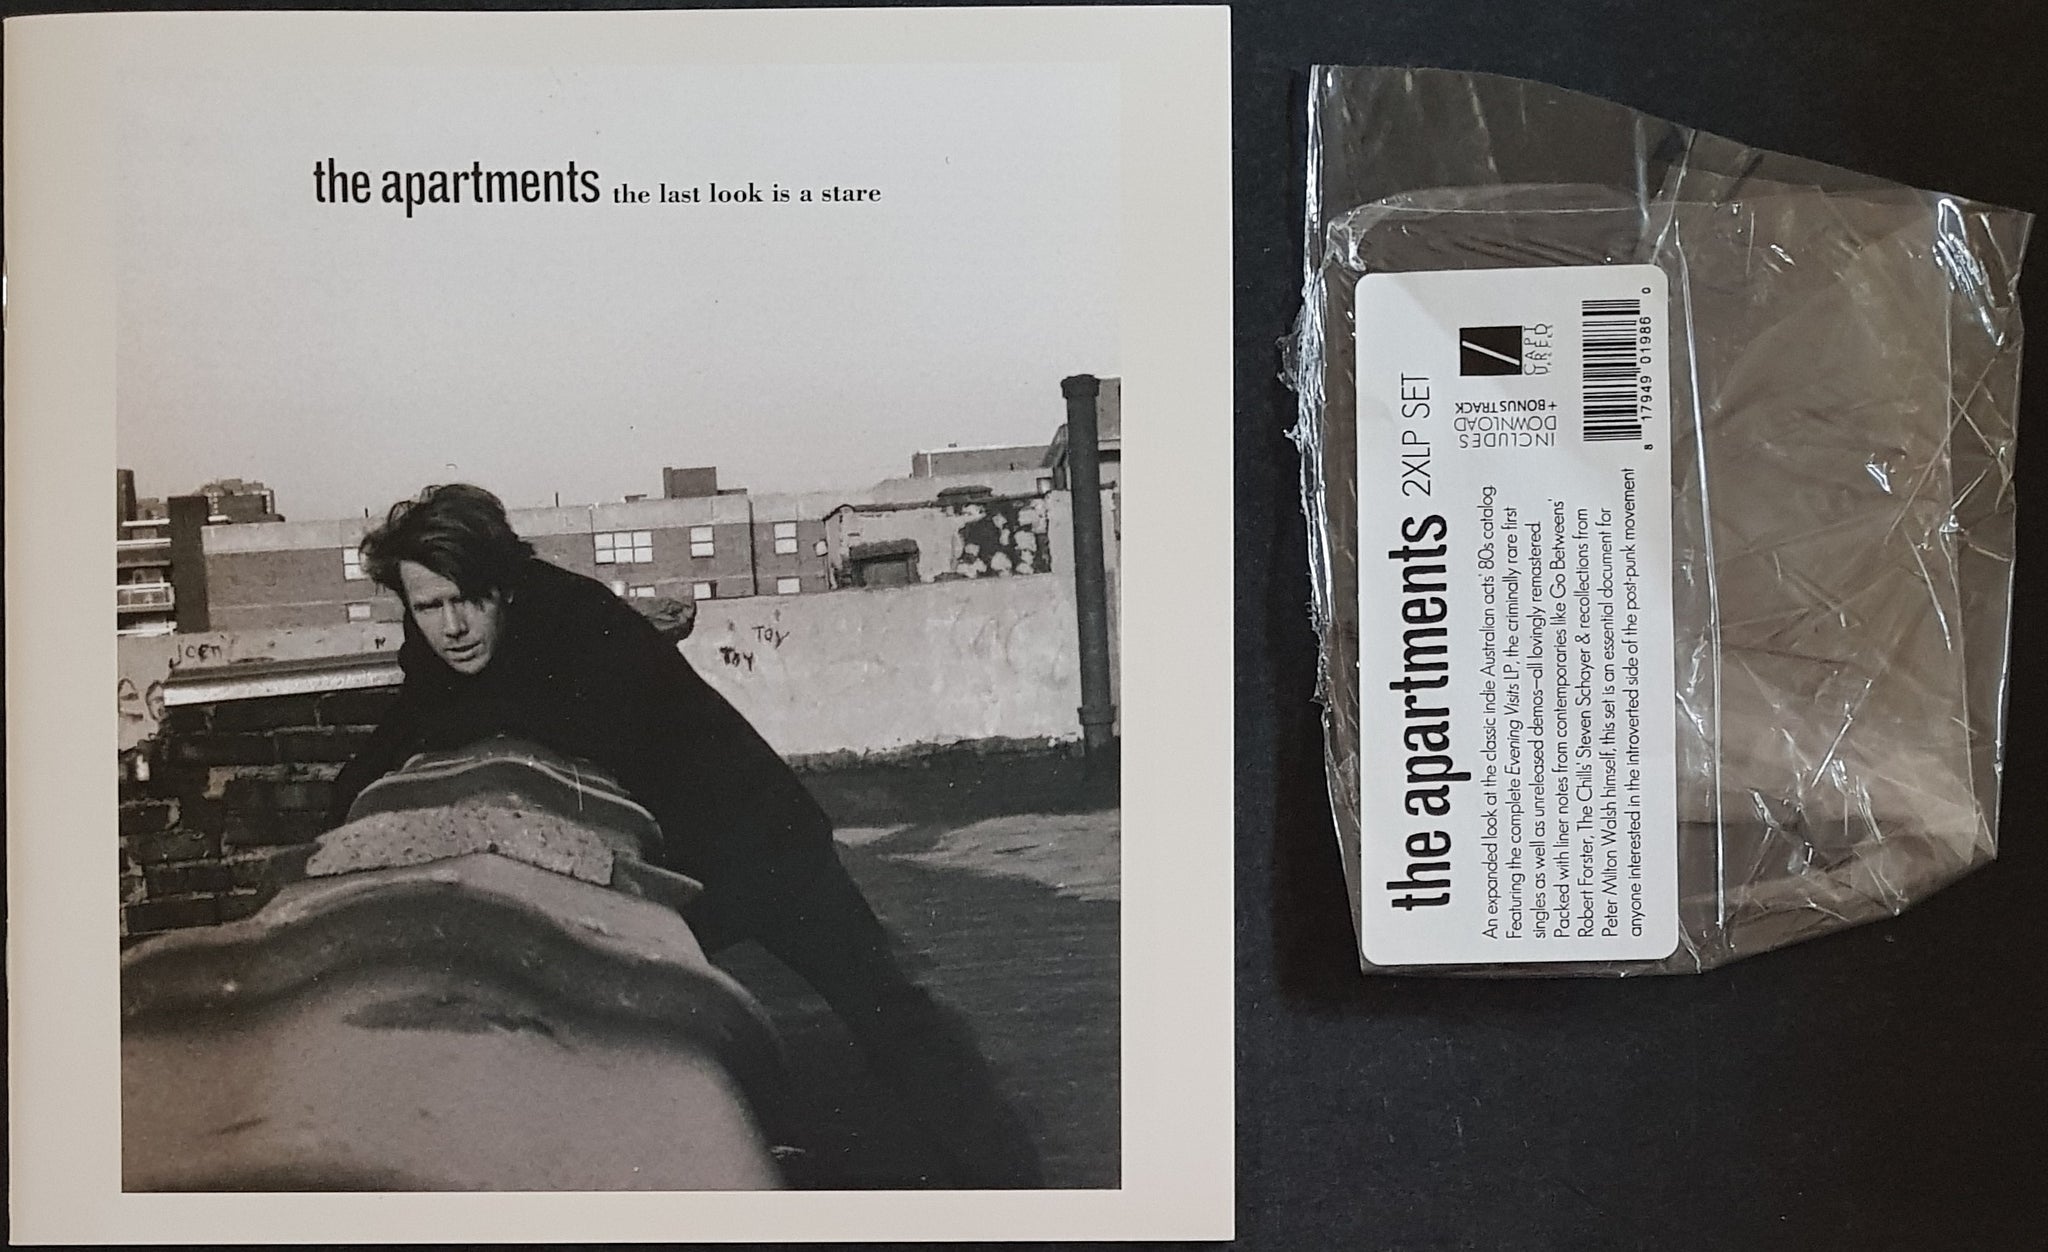 the apartments the last look is a stare
jcen
Toy
Toy
the apartments 2XLP SET
An expanded look at the classic indie Australian acts' 80s catalog.
Featuring the complete Evening Visits LP, the criminally rare first
singles as well as unreleased demos—all lovingly remastered.
Packed with liner notes from contemporaries like Go Betweens'
Robert Forster, The Chills' Steven Schayer & recollections from
Peter Milton Walsh himself, this set is an essential document for
anyone interested in the introverted side of the post-punk movement
INCLUDES
DOWNLOAD
+BONUSTRACK
CAPT
URED
8 17949 01986 0